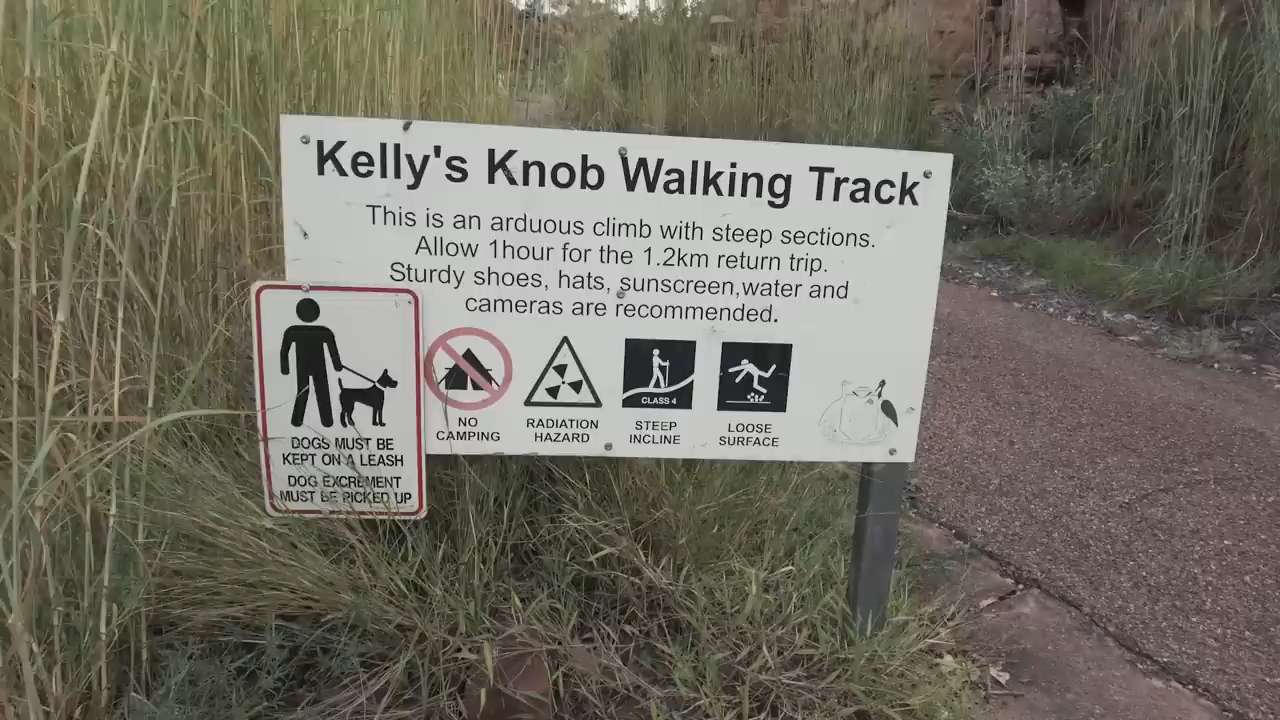 Kelly's Knob Walking Track
This is an arduous climb with steep sections.
Allow 1hour for the 1.2km return trip.
Sturdy shoes, hats, sunscreen,water and
cameras are recommended.
DOGS MUST BE
KEPT ON A LEASH
DOG EXCREMENT
MUST BE PICKED UP
NO
CAMPING
RADIATION
HAZARD
CLASS 4
STEEP
INCLINE
LOOSE
SURFACE